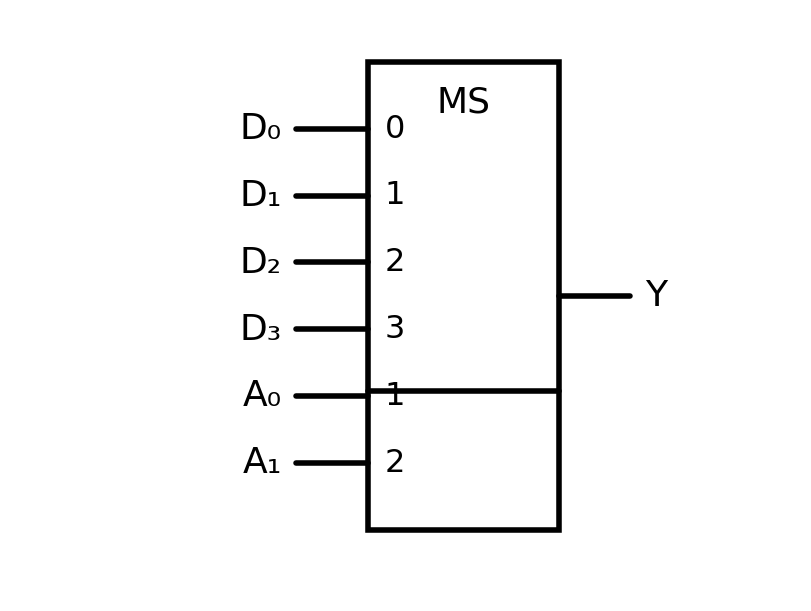 MS
D₀ 0
D₁ 1
D₂ 2
Y
D₃ 3
A₀ 1
A₁ 2